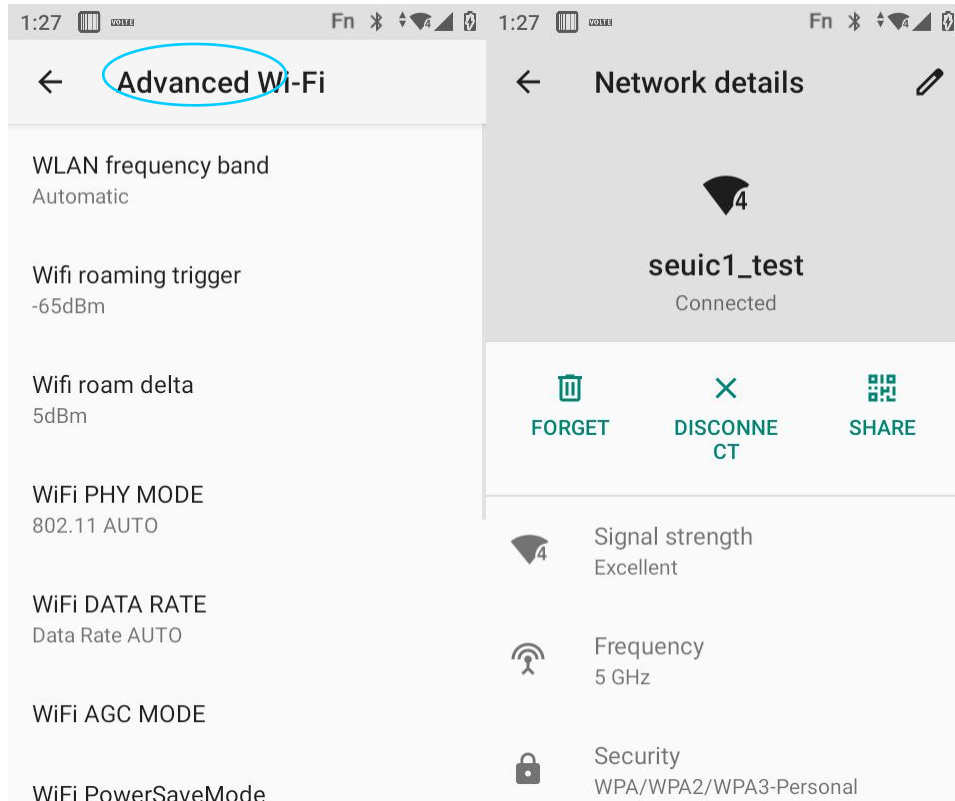 1:27 VOLTE Fn 4
Advanced Wi-Fi
WLAN frequency band
Automatic
Wifi roaming trigger
-65dBm
Wifi roam delta
5dBm
WiFi PHY MODE
802.11 AUTO
WiFi DATA RATE
Data Rate AUTO
WiFi AGC MODE
WiFi PowerSaveMode
1:27 VOLTE Fn 4
Network details
4
seuic1_test
Connected
FORGET
DISCONNE
CT
SHARE
4
Signal strength
Excellent
Frequency
5 GHz
Security
WPA/WPA2/WPA3-Personal